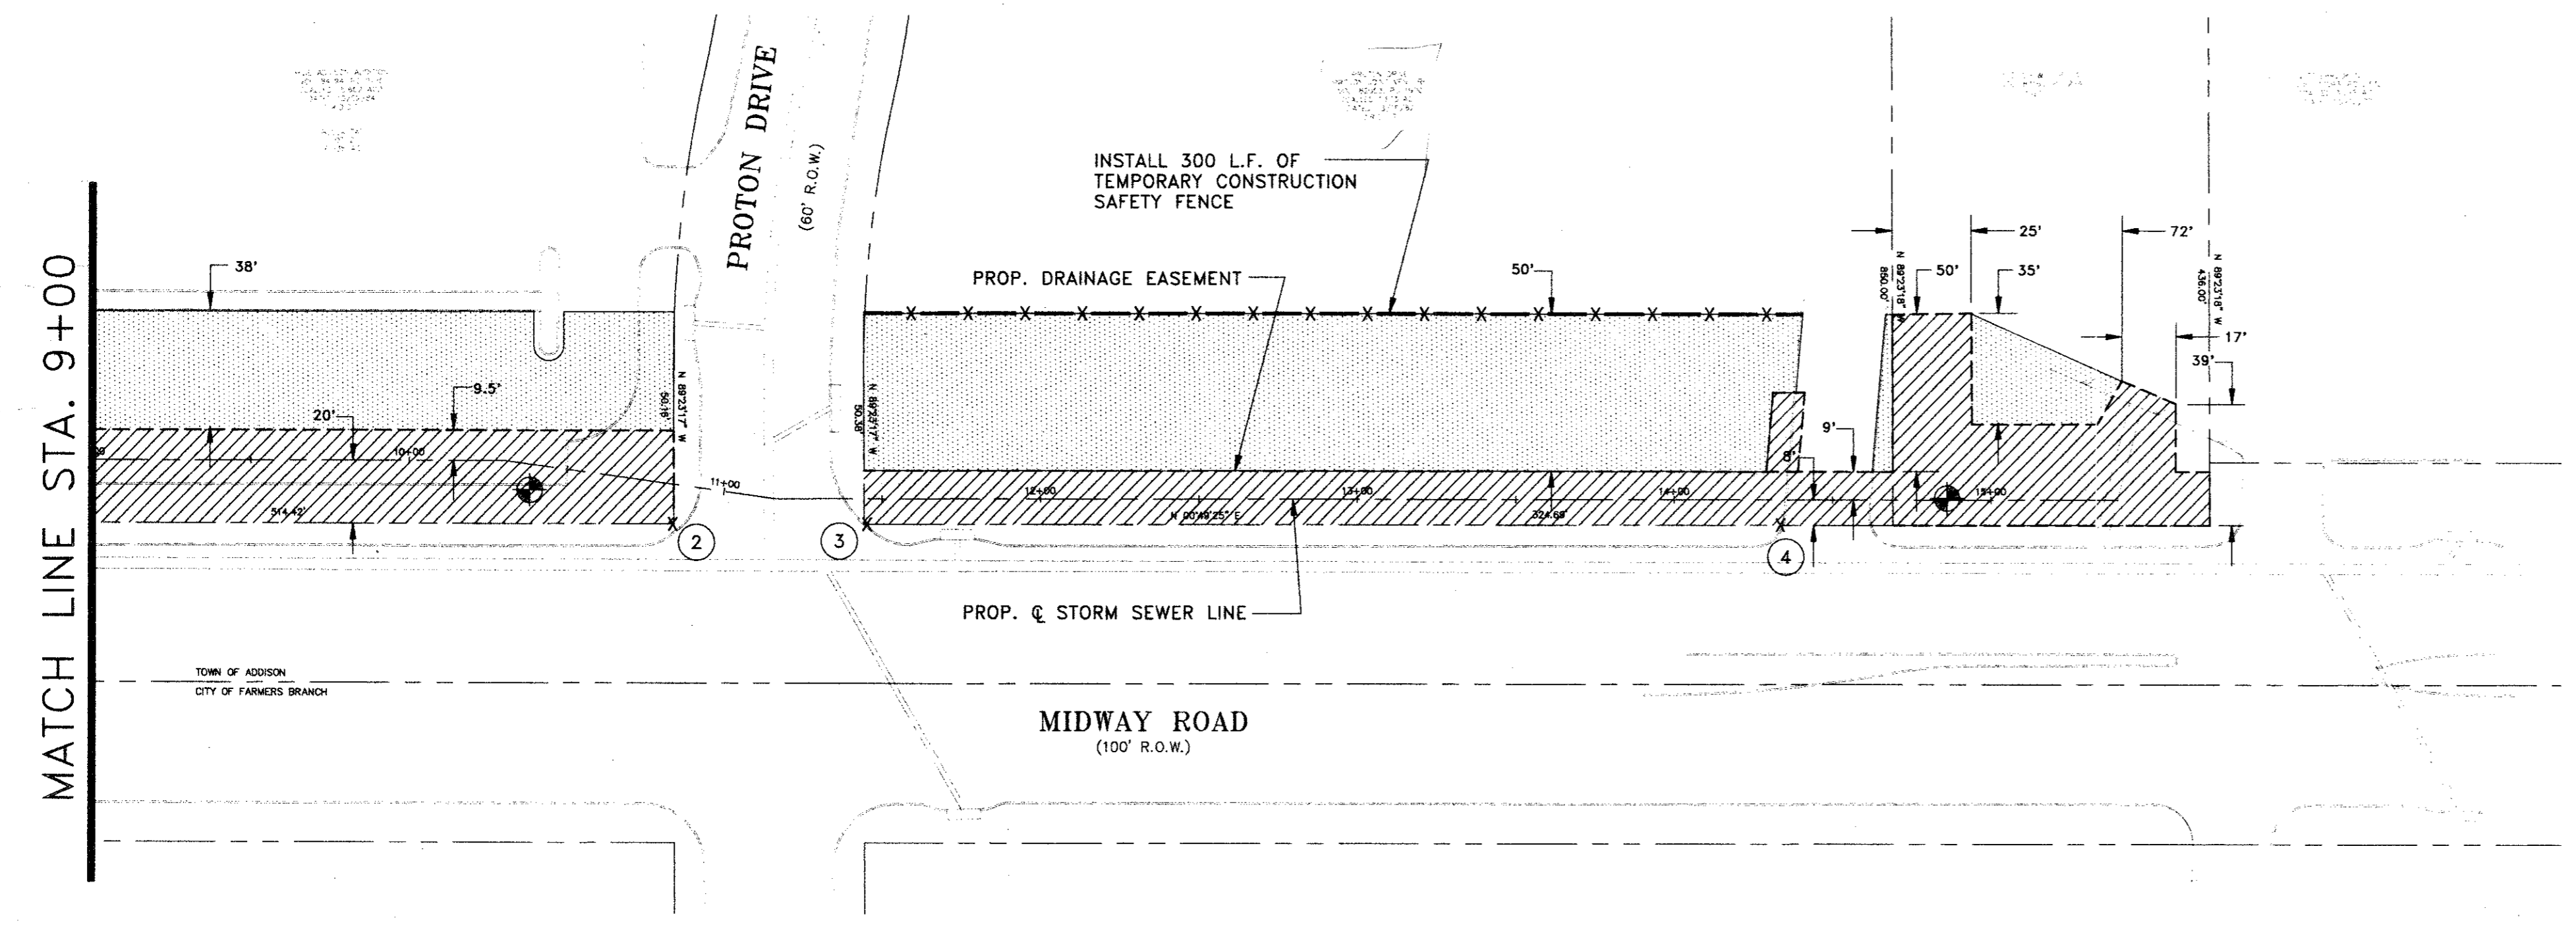 MATCH LINE STA. 9+00
38'
9.5'
20'
10+00
514.42'
PROTON DRIVE
(60' R.O.W.)
N 89°23'17" W
50.16'
11+00
N 89°23'17" W
50.38'
INSTALL 300 L.F. OF
TEMPORARY CONSTRUCTION
SAFETY FENCE
PROP. DRAINAGE EASEMENT
50'
12+00
13+00
14+00
15+00
N 00°49'25" E
324.69'
8'
9'
N 89°23'18" W
860.00'
25'
72'
50'
35'
17'
39'
N 89°23'18" W
436.00'
2
3
4
PROP. ℄ STORM SEWER LINE
TOWN OF ADDISON
CITY OF FARMERS BRANCH
MIDWAY ROAD
(100' R.O.W.)